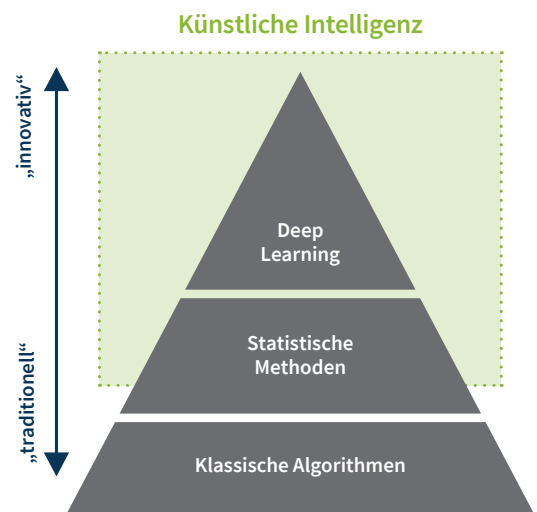 Künstliche Intelligenz
„innovativ“
„traditionell“
Deep
Learning
Statistische
Methoden
Klassische Algorithmen